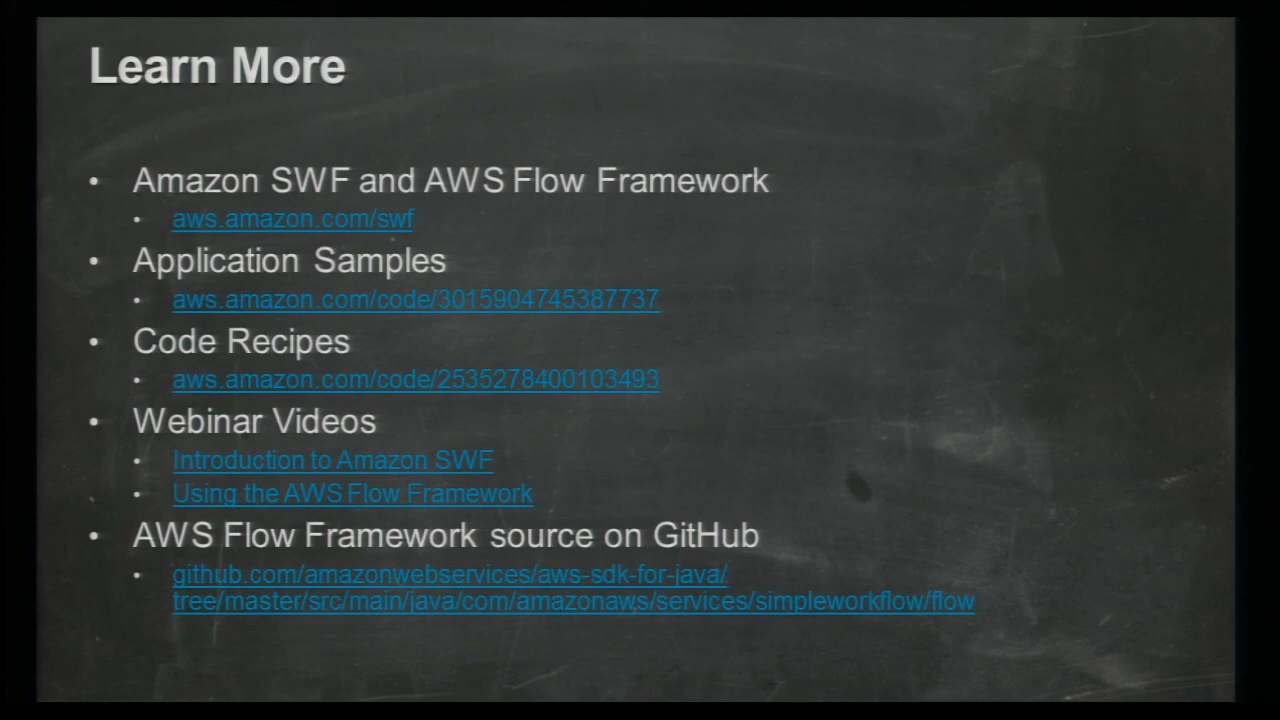 Learn More
• Amazon SWF and AWS Flow Framework
• aws.amazon.com/swf
• Application Samples
• aws.amazon.com/code/3015904745387737
• Code Recipes
• aws.amazon.com/code/2535278400103493
• Webinar Videos
• Introduction to Amazon SWF
• Using the AWS Flow Framework
• AWS Flow Framework source on GitHub
• github.com/amazonwebservices/aws-sdk-for-java/
tree/master/src/main/java/com/amazonaws/services/simpleworkflow/flow